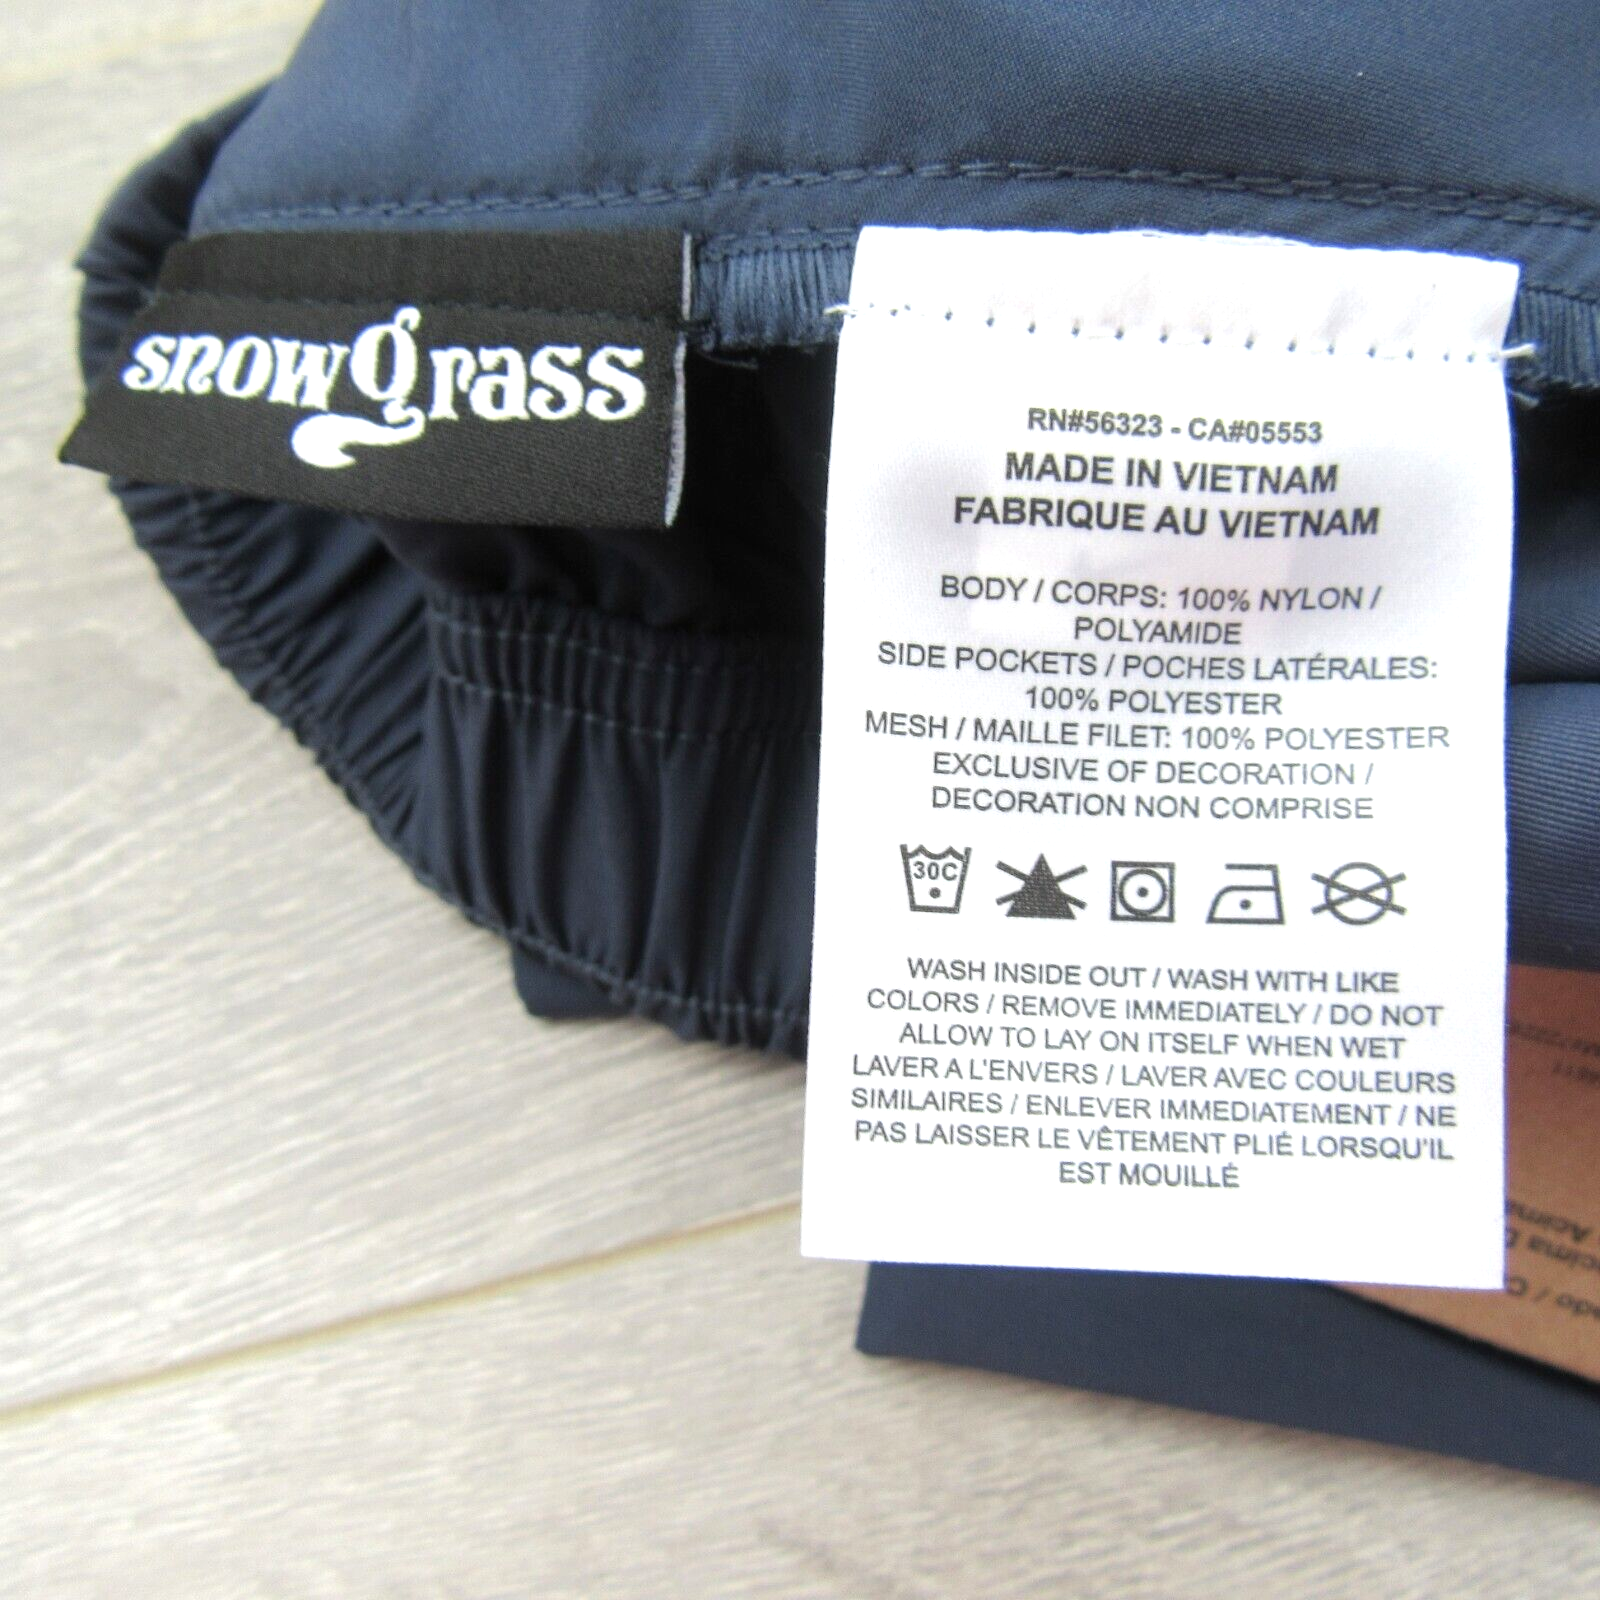 snowgrass
RN#56323 - CA#05553
MADE IN VIETNAM
FABRIQUE AU VIETNAM
BODY / CORPS: 100% NYLON /
POLYAMIDE
SIDE POCKETS / POCHES LATÉRALES:
100% POLYESTER
MESH / MAILLE FILET: 100% POLYESTER
EXCLUSIVE OF DECORATION /
DECORATION NON COMPRISE
30C
WASH INSIDE OUT / WASH WITH LIKE
COLORS / REMOVE IMMEDIATELY / DO NOT
ALLOW TO LAY ON ITSELF WHEN WET
LAVER A L'ENVERS / LAVER AVEC COULEURS
SIMILAIRES / ENLEVER IMMEDIATEMENT / NE
PAS LAISSER LE VÊTEMENT PLIÉ LORSQU'IL
EST MOUILLÉ